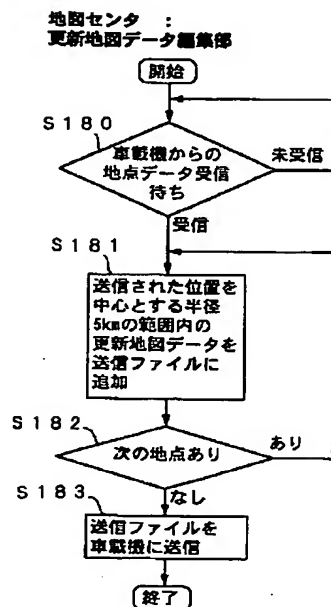 地図センタ :
更新地図データ編集部
開始
S180
車載機からの
地点データ受信
待ち
未受信
受信
S181
送信された位置を
中心とする半径
5kmの範囲内の
更新地図データを
送信ファイルに
追加
S182
次の地点あり
あり
なし
S183
送信ファイルを
車載機に送信
終了